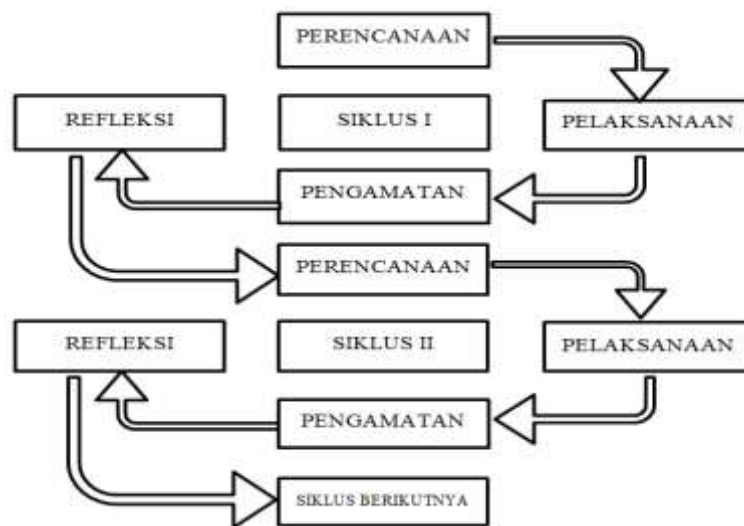 PERENCANAAN
REFLEKSI
SIKLUS I
PELAKSANAAN
PENGAMATAN
PERENCANAAN
REFLEKSI
SIKLUS II
PELAKSANAAN
PENGAMATAN
SIKLUS BERIKUTNYA